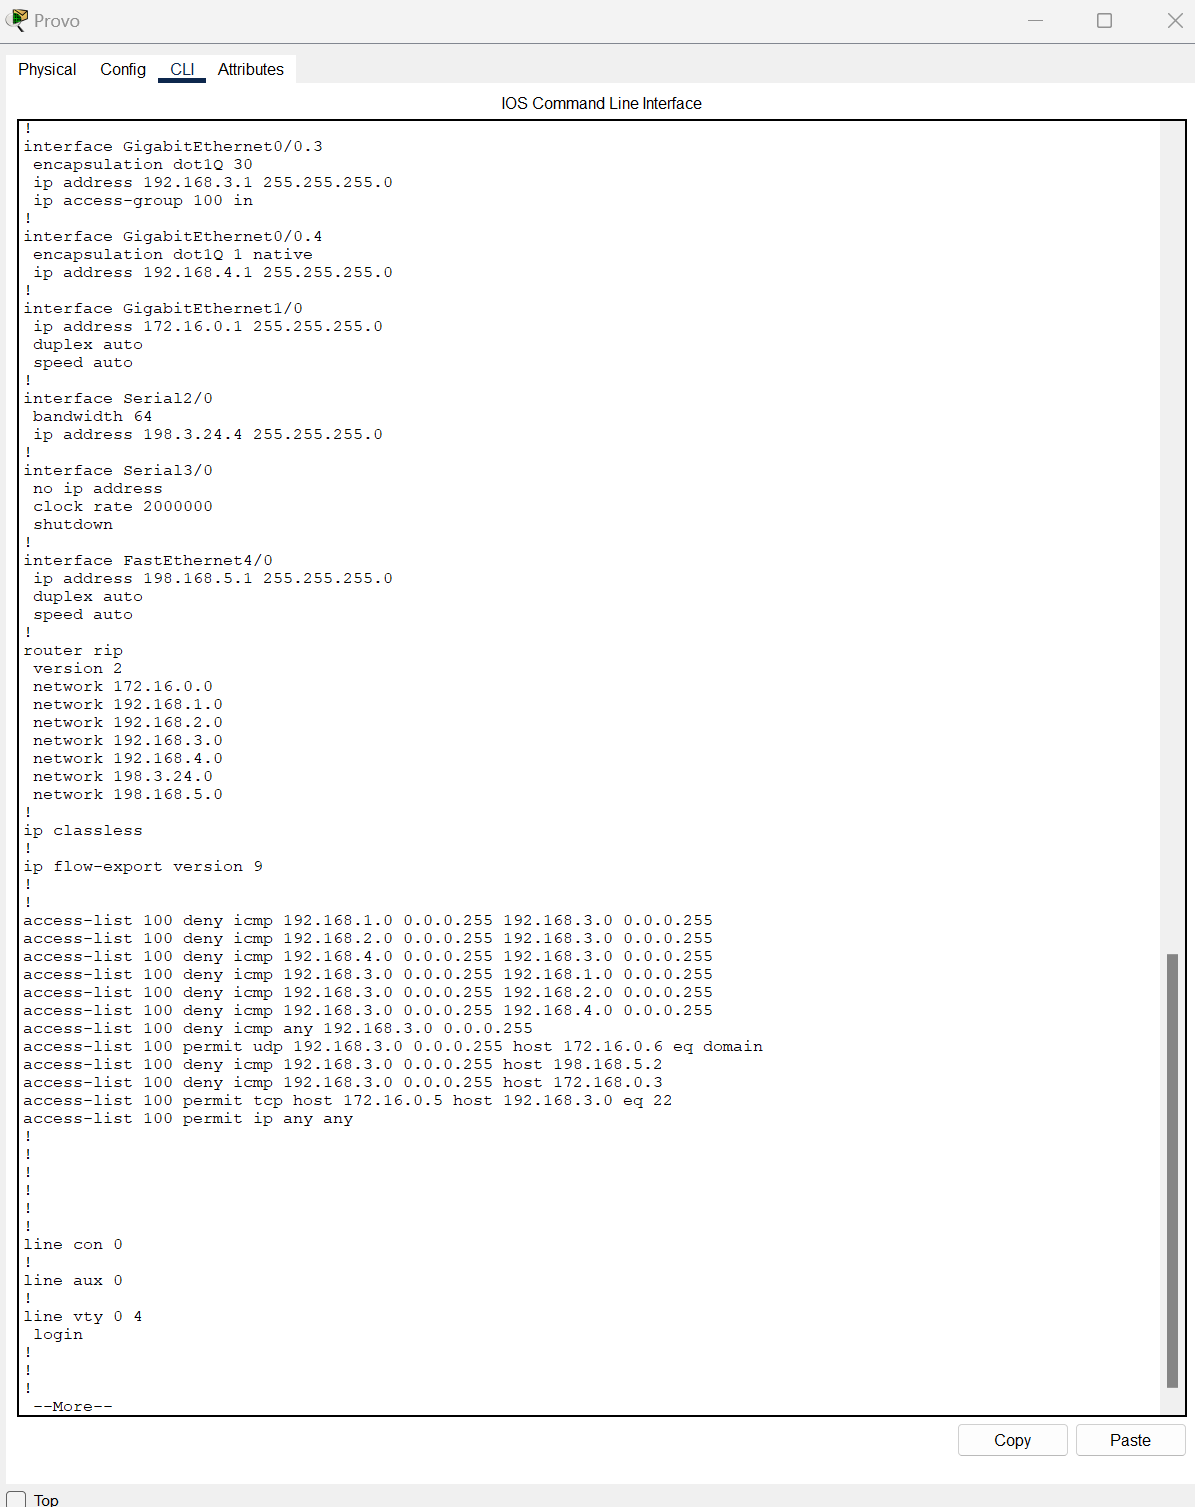 Provo
Physical Config CLI Attributes
IOS Command Line Interface
!
interface GigabitEthernet0/0.3
encapsulation dot1Q 30
ip address 192.168.3.1 255.255.255.0
ip access-group 100 in
!
interface GigabitEthernet0/0.4
encapsulation dot1Q 1 native
ip address 192.168.4.1 255.255.255.0
!
interface GigabitEthernet1/0
ip address 172.16.0.1 255.255.255.0
duplex auto
speed auto
!
interface Serial2/0
bandwidth 64
ip address 198.3.24.4 255.255.255.0
!
interface Serial3/0
no ip address
clock rate 2000000
shutdown
!
interface FastEthernet4/0
ip address 198.168.5.1 255.255.255.0
duplex auto
speed auto
!
router rip
version 2
network 172.16.0.0
network 192.168.1.0
network 192.168.2.0
network 192.168.3.0
network 192.168.4.0
network 198.3.24.0
network 198.168.5.0
!
ip classless
!
ip flow-export version 9
!
!
access-list 100 deny icmp 192.168.1.0 0.0.0.255 192.168.3.0 0.0.0.255
access-list 100 deny icmp 192.168.2.0 0.0.0.255 192.168.3.0 0.0.0.255
access-list 100 deny icmp 192.168.4.0 0.0.0.255 192.168.3.0 0.0.0.255
access-list 100 deny icmp 192.168.3.0 0.0.0.255 192.168.1.0 0.0.0.255
access-list 100 deny icmp 192.168.3.0 0.0.0.255 192.168.2.0 0.0.0.255
access-list 100 deny icmp 192.168.3.0 0.0.0.255 192.168.4.0 0.0.0.255
access-list 100 deny icmp any 192.168.3.0 0.0.0.255
access-list 100 permit udp 192.168.3.0 0.0.0.255 host 172.16.0.6 eq domain
access-list 100 deny icmp 192.168.3.0 0.0.0.255 host 198.168.5.2
access-list 100 deny icmp 192.168.3.0 0.0.0.255 host 172.168.0.3
access-list 100 permit tcp host 172.16.0.5 host 192.168.3.0 eq 22
access-list 100 permit ip any any
!
!
!
!
!
!
line con 0
!
line aux 0
!
line vty 0 4
login
!
!
!
--More--
Copy Paste
Top